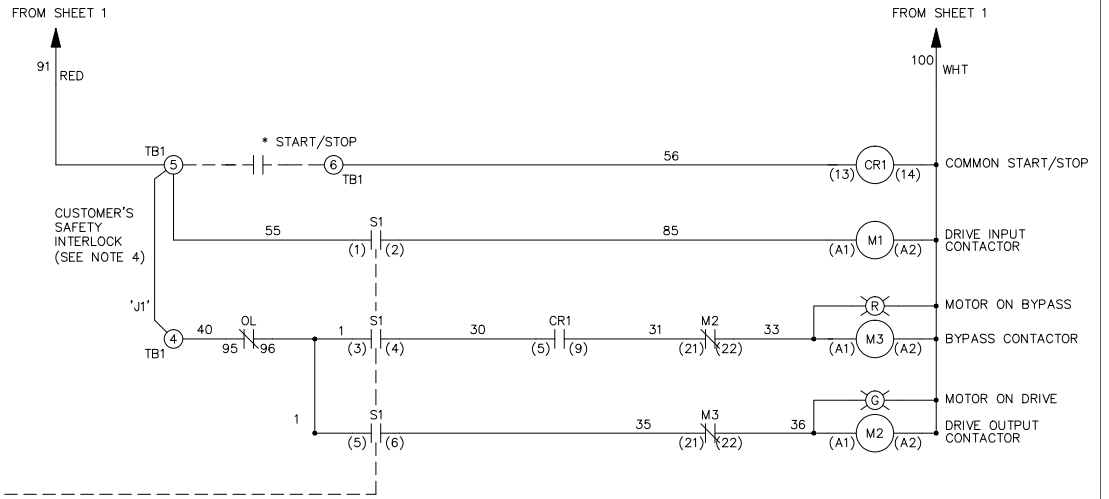 FROM SHEET 1
FROM SHEET 1
91
RED
100
WHT
* START/STOP
TB1
5
6
TB1
56
(13)
CR1
(14)
COMMON START/STOP
CUSTOMER'S
SAFETY
INTERLOCK
(SEE NOTE 4)
55
S1
(1)
(2)
85
(A1)
M1
(A2)
DRIVE INPUT
CONTACTOR
'J1'
R
MOTOR ON BYPASS
TB1
4
40
OL
95
96
1
S1
(3)
(4)
30
CR1
(5)
(9)
31
M2
(21)
(22)
33
(A1)
M3
(A2)
BYPASS CONTACTOR
G
MOTOR ON DRIVE
1
S1
(5)
(6)
35
M3
(21)
(22)
36
(A1)
M2
(A2)
DRIVE OUTPUT
CONTACTOR